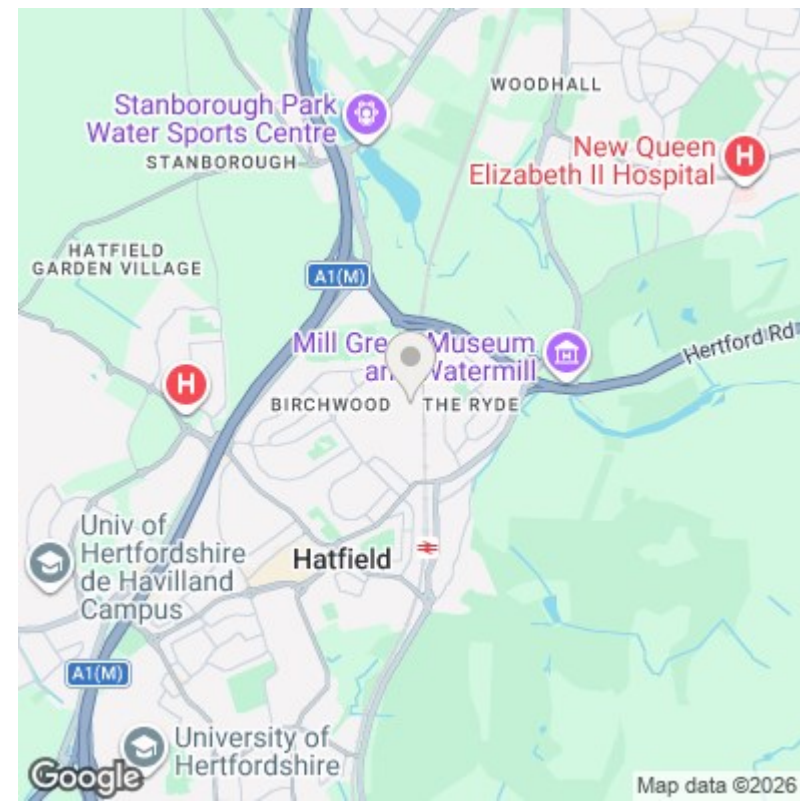 WOODHALL
Stanborough Park
Water Sports Centre
STANBOROUGH
New Queen
Elizabeth II Hospital
H
HATFIELD
GARDEN VILLAGE
A1(M)
Mill Gre Museum
an Watermill
Hertford Rd
H
BIRCHWOOD
THE RYDE
Univ of
Hertfordshire
de Havilland
Campus
Hatfield
A1(M)
University of
Hertfordshire
Google
Map data ©2026